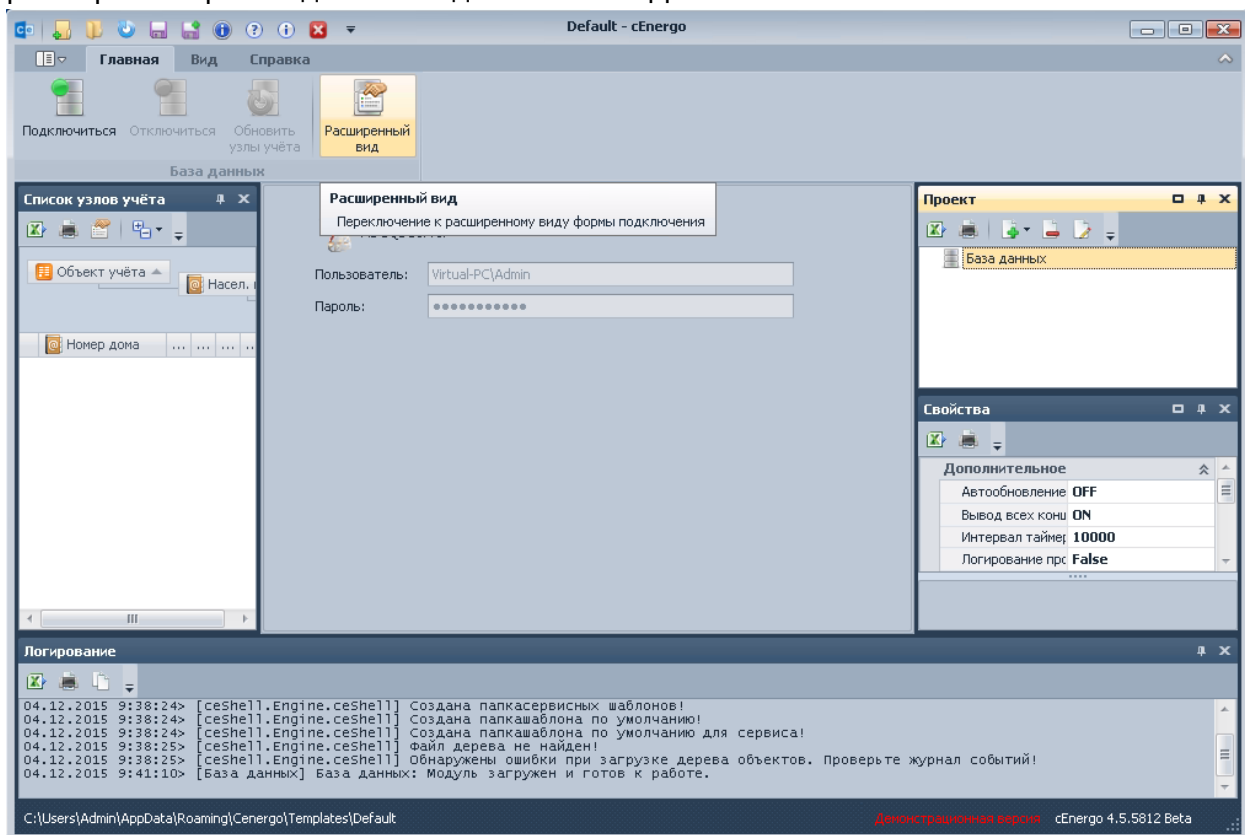 Default - cEnergo
Главная Вид Справка
Подключиться Отключиться Обновить узлы учёта Расширенный вид
База данных
Список узлов учёта
Расширенный вид
Переключение к расширенному виду формы подключения
Проект
Объект учёта
Насел.
База данных
Пользователь: Virtual-PC\Admin
Пароль:
Номер дома ... ... ...
Свойства
Дополнительное
Автообновление OFF
Вывод всех ON
Интервал 10000
Логирование False
Логирование
04.12.2015 9:38:24> [ceShell.Engine.ceShell] Создана папкасервисных шаблонов!
04.12.2015 9:38:24> [ceShell.Engine.ceShell] Создана папкашаблона по умолчанию!
04.12.2015 9:38:24> [ceShell.Engine.ceShell] Создана папкашаблона по умолчанию для сервиса!
04.12.2015 9:38:25> [ceShell.Engine.ceShell] Файл дерева не найден!
04.12.2015 9:38:25> [ceShell.Engine.ceShell] Обнаружены ошибки при загрузке дерева объектов. Проверьте журнал событий!
04.12.2015 9:41:10> [База данных] База данных: Модуль загружен и готов к работе.
C:\Users\Admin\AppData\Roaming\Cenergo\Templates\Default Демонстрационная версия cEnergo 4.5.5812 Beta